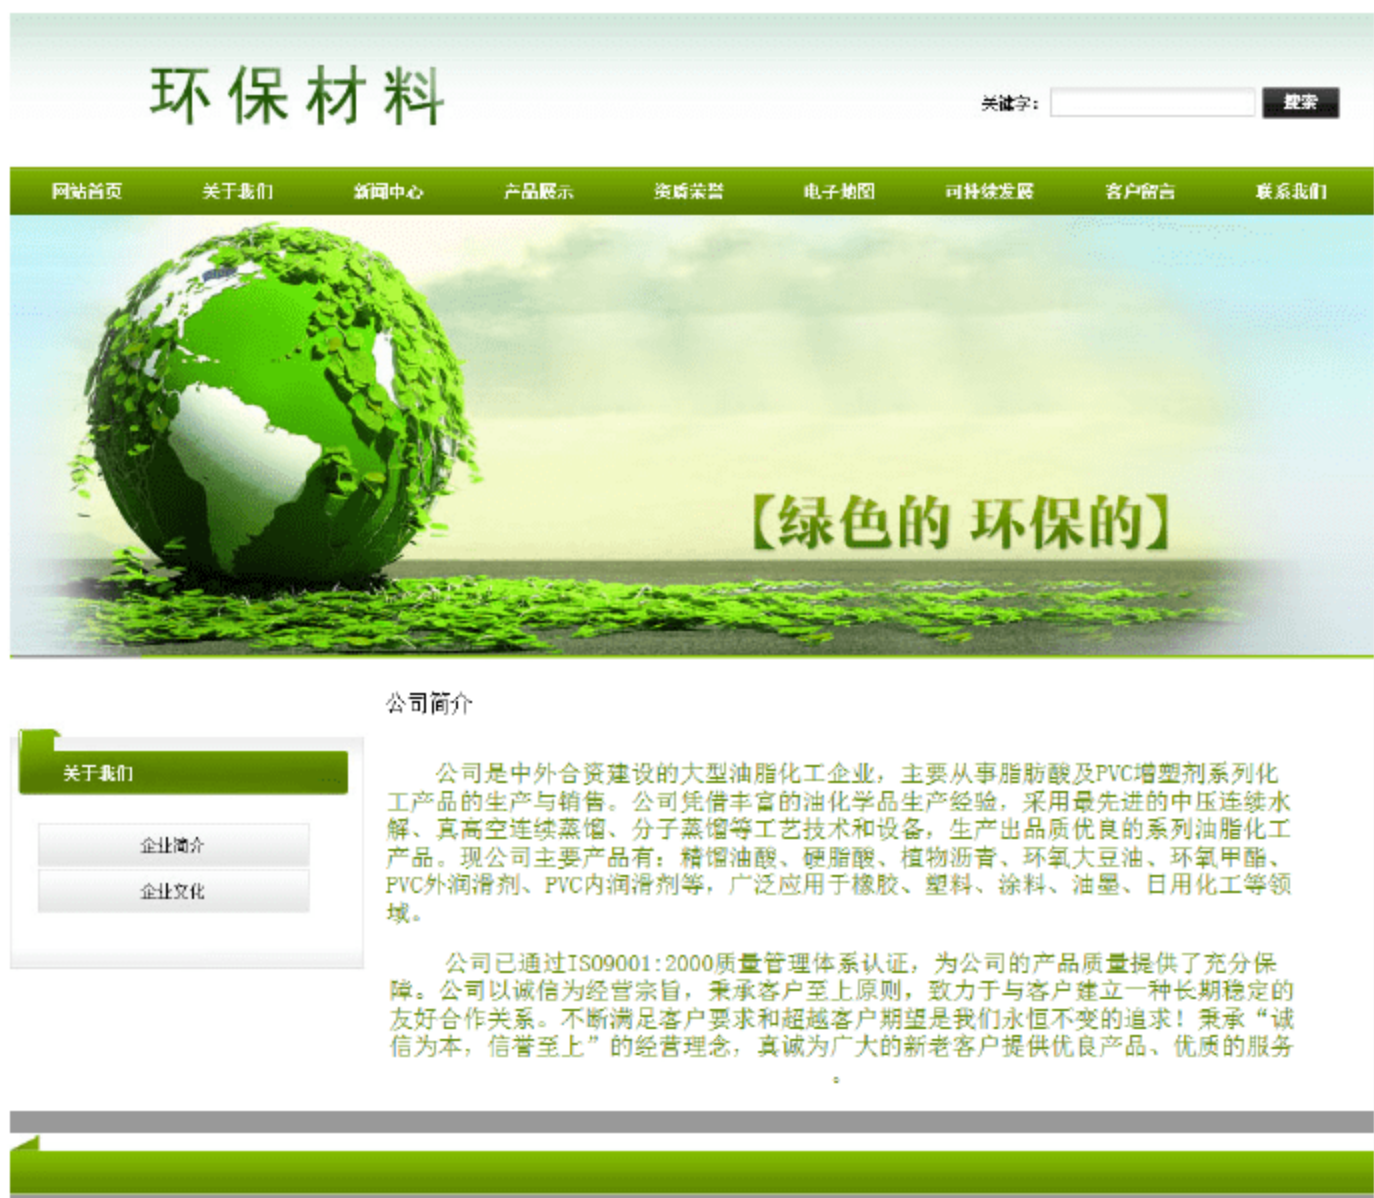 环保材料
关键字：
搜索
网站首页 关于我们 新闻中心 产品展示 资质荣誉 电子地图 可持续发展 客户留言 联系我们
【绿色的 环保的】
公司简介
关于我们
企业简介
企业文化
公司是中外合资建设的大型油脂化工企业，主要从事脂肪酸及PVC增塑剂系列化
工产品的生产与销售。公司凭借丰富的油化学品生产经验，采用最先进的中压连续水
解、真高空连续蒸馏、分子蒸馏等工艺技术和设备，生产出品质优良的系列油脂化工
产品。现公司主要产品有：精馏油酸、硬脂酸、植物沥青、环氧大豆油、环氧甲酯、
PVC外润滑剂、PVC内润滑剂等，广泛应用于橡胶、塑料、涂料、油墨、日用化工等领
域。
公司已通过ISO9001:2000质量管理体系认证，为公司的产品质量提供了充分保
障。公司以诚信为经营宗旨，秉承客户至上原则，致力于与客户建立一种长期稳定的
友好合作关系。不断满足客户要求和超越客户期望是我们永恒不变的追求！秉承“诚
信为本，信誉至上”的经营理念，真诚为广大的新老客户提供优良产品、优质的服务
。